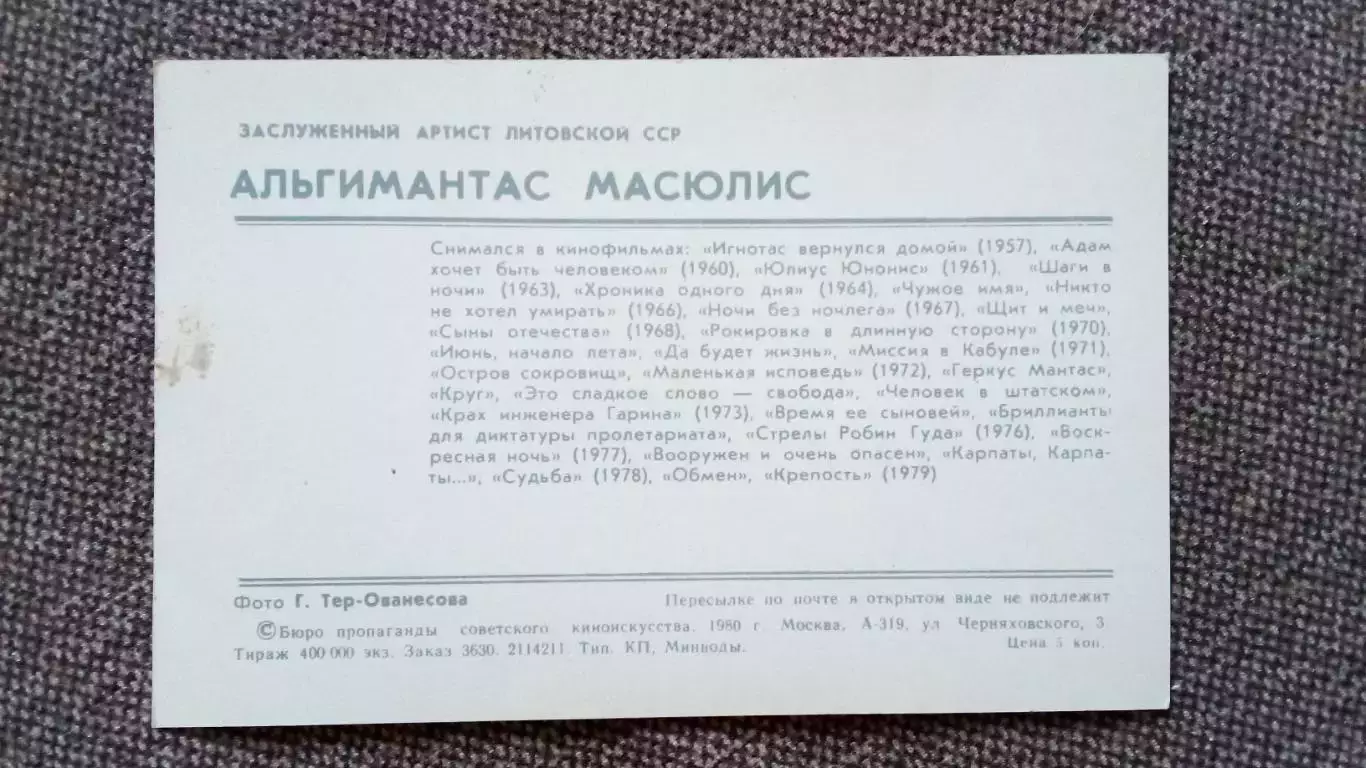 ЗАСЛУЖЕННЫЙ АРТИСТ ЛИТОВСКОЙ ССР
АЛЬГИМАНТАС МАСЮЛИС
Снимался в кинофильмах: «Игнотас вернулся домой» (1957), «Адам
хочет быть человеком» (1960), «Юлиус Юнонис» (1961), «Шаги в
ночи» (1963), «Хроника одного дня» (1964), «Чужое имя», «Никто
не хотел умирать» (1966), «Ночи без ночлега» (1967), «Щит и меч»,
«Сыны отечества» (1968), «Рокировка в длинную сторону» (1970),
«Июнь, начало лета», «Да будет жизнь», «Миссия в Кабуле» (1971),
«Остров сокровищ», «Маленькая исповедь» (1972), «Геркус Мантас»,
«Круг», «Это сладкое слово — свобода», «Человек в штатском»,
«Крах инженера Гарина» (1973), «Время ее сыновей», «Бриллианты
для диктатуры пролетариата», «Стрелы Робин Гуда» (1976), «Воск-
ресная ночь» (1977), «Вооружен и очень опасен», «Карпаты, Карпа-
ты...», «Судьба» (1978), «Обмен», «Крепость» (1979)
Фото Г. Тер-Ованесова Пересылке по почте в открытом виде не подлежит
© Бюро пропаганды советского киноискусства. 1980 г. Москва, А-319, ул Черняховского, 3
Тираж 400 000 экз. Заказ 3630. 2114211. Тип. КП, Минводы. Цена 5 коп.